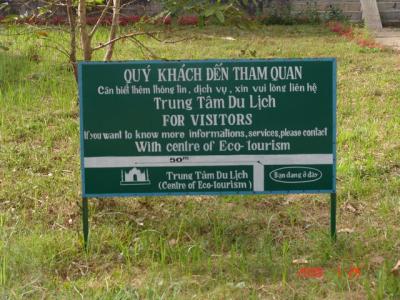 QUÝ KHÁCH ĐẾN THAM QUAN
Cần biết thêm thông tin, dịch vụ, xin vui lòng liên hệ
Trung Tâm Du Lịch
FOR VISITORS
If you want to know more informations, services, please contact
With centre of Eco-tourism
50m
Trung Tâm Du Lịch
(Centre of Eco-tourism)
Bạn đang ở đây